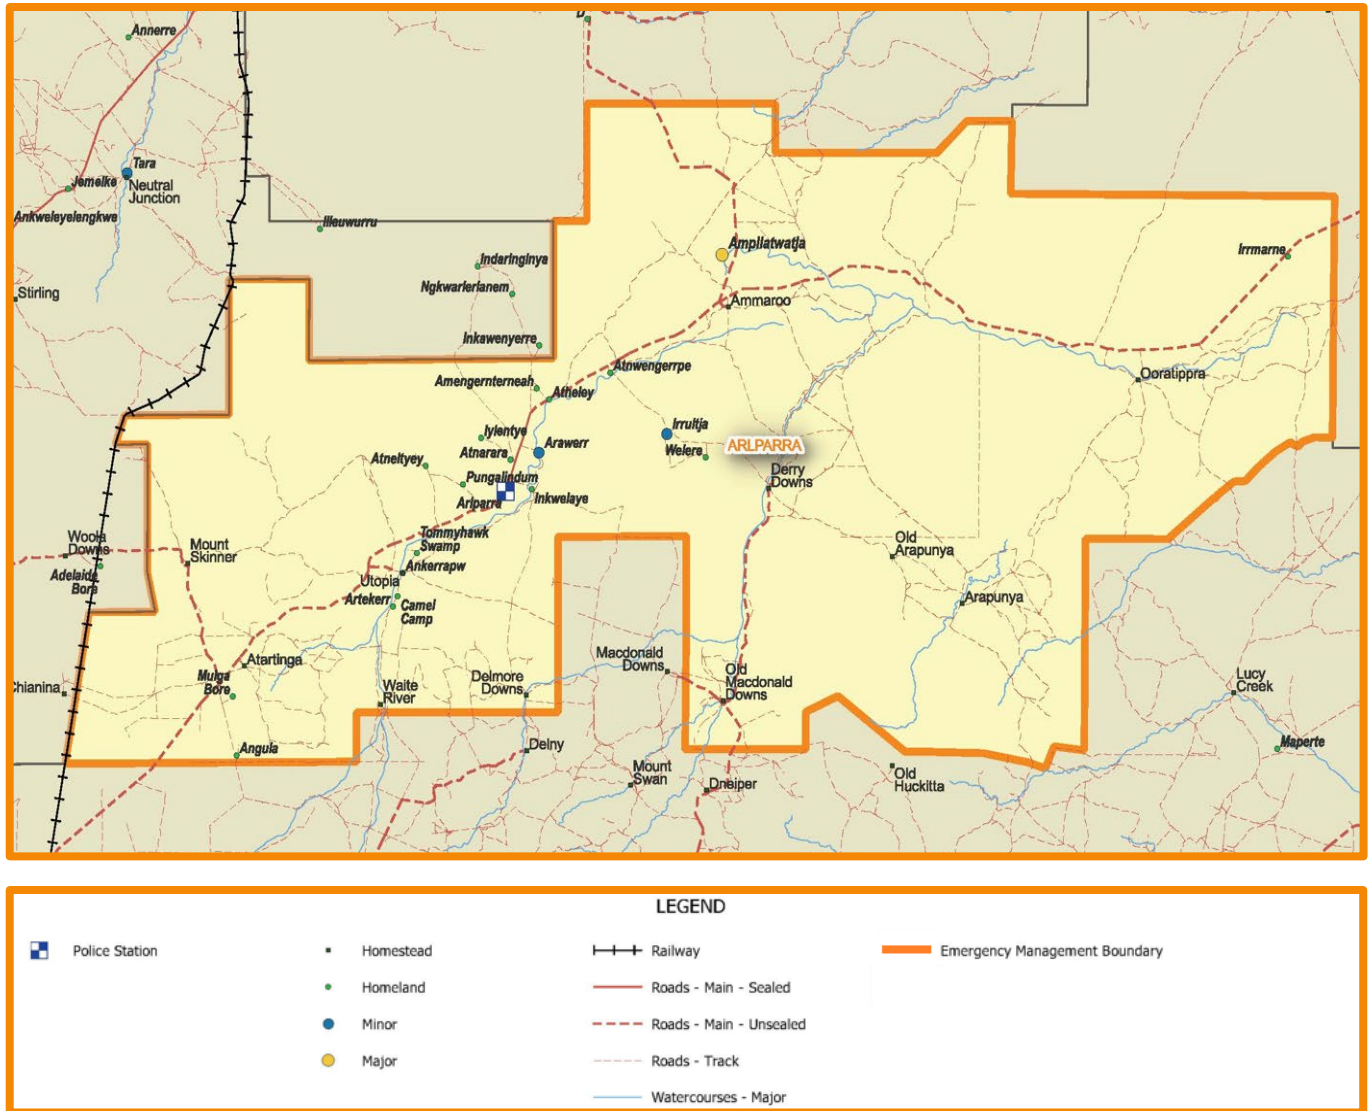 Annerre
Tara
Neutral
Junction
Jemelke
Ankweleyelengkwe
Stirling
Illeuwurru
Indaringinya
Ngkwarlerlanem
Inkawenyerre
Ampilatwatja
Ammaroo
Irrmarne
Amengernterneah
Atheley
Atnwengerrpe
Ooratippra
Iylentye
Arawerr
Irrultja
Atneltyey
Atnarara
Welere
ARLPARRA
Pungalindum
Derry
Downs
Arlparra
Inkwelaye
Woola
Downs
Mount
Skinner
Tommyhawk
Swamp
Old
Arapunya
Adelaide
Bore
Ankerrapw
Utopia
Artekerr
Camel
Camp
Arapunya
Atartinga
Macdonald
Downs
Old
Macdonald
Downs
Lucy
Creek
Chianina
Mulga
Bore
Waite
River
Delmore
Downs
Angula
Delny
Maperte
Mount
Swan
Dneiper
Old
Huckitta
LEGEND
Police Station
Homestead
Railway
Emergency Management Boundary
Homeland
Roads - Main - Sealed
Minor
Roads - Main - Unsealed
Major
Roads - Track
Watercourses - Major